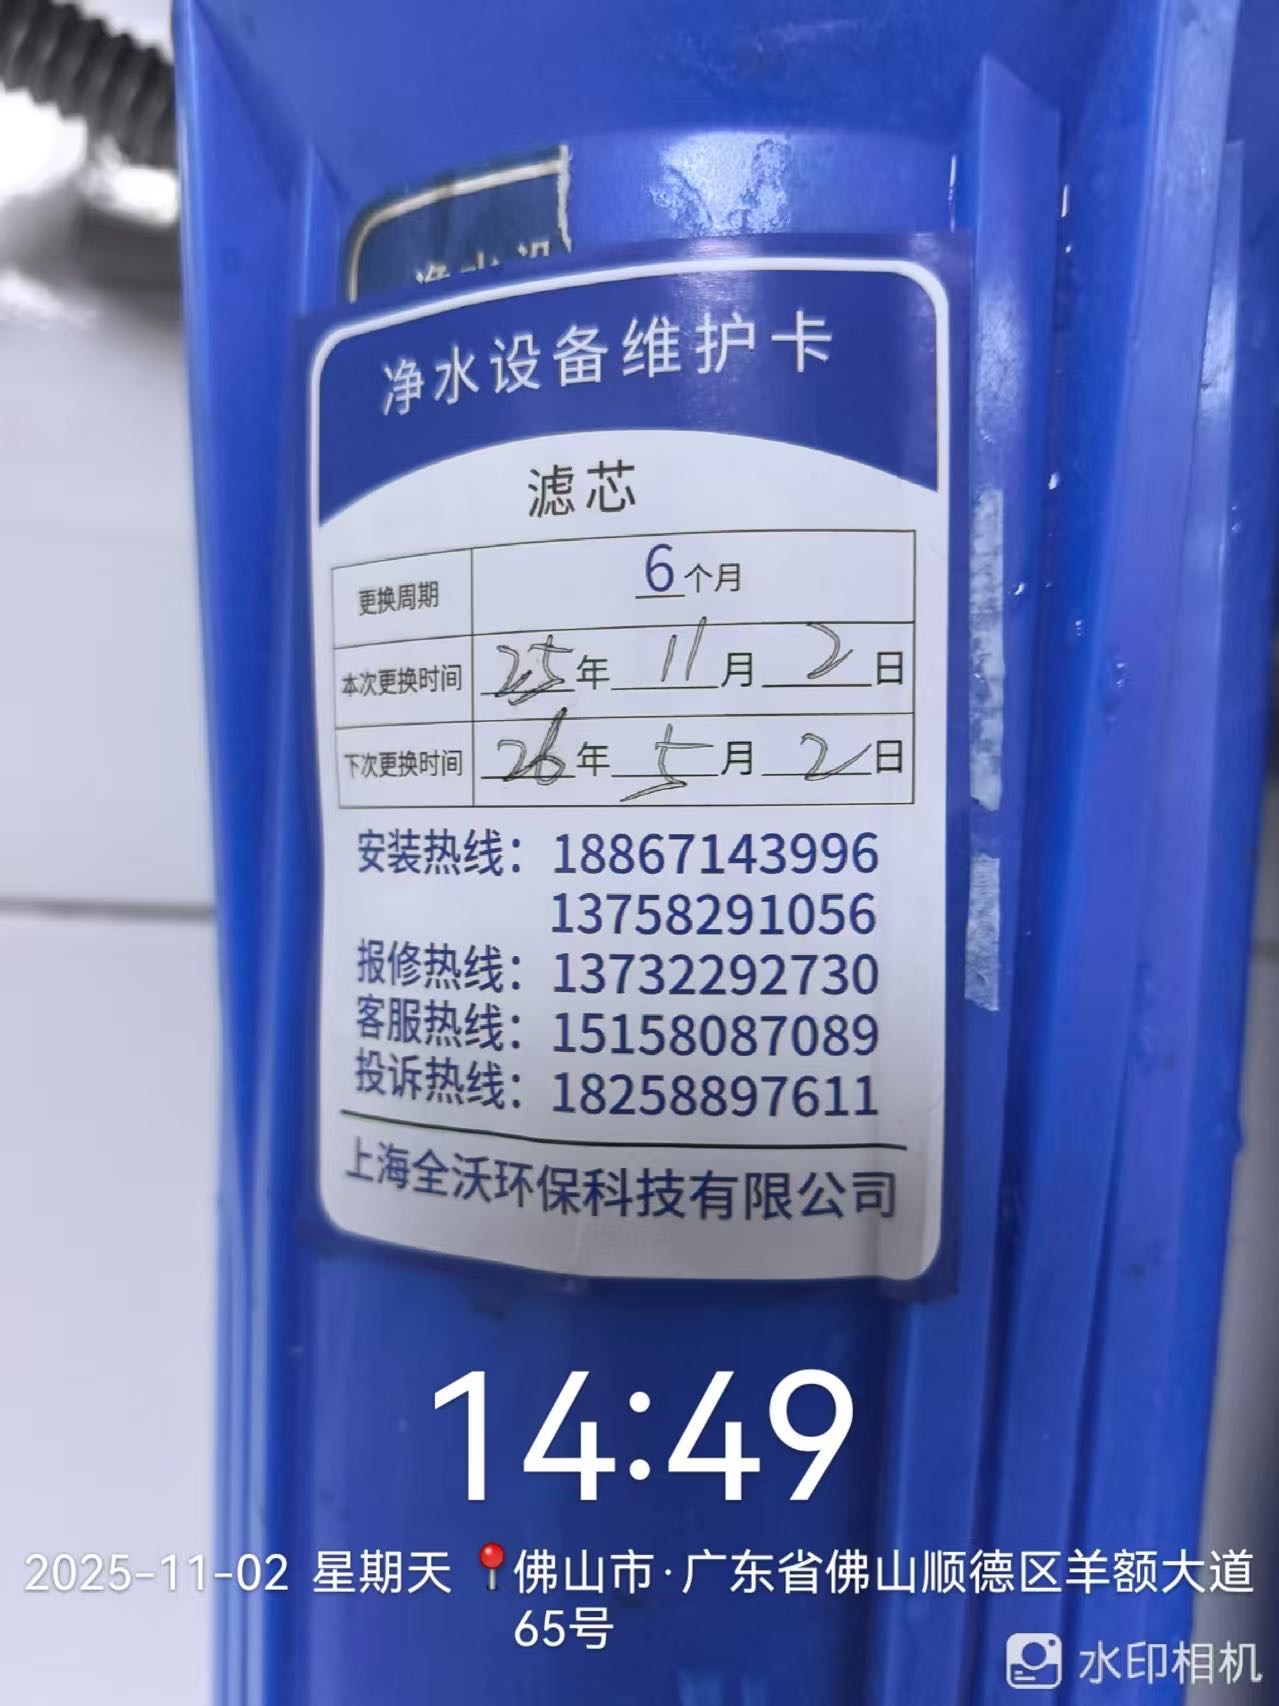 净水设备维护卡
滤芯
更换周期 6个月
本次更换时间 25年11月2日
下次更换时间 26年5月2日
安装热线：18867143996
13758291056
报修热线：13732292730
客服热线：15158087089
投诉热线：18258897611
上海全沃环保科技有限公司
14:49
2025-11-02 星期天 📍佛山市·广东省佛山顺德区羊额大道
65号
水印相机